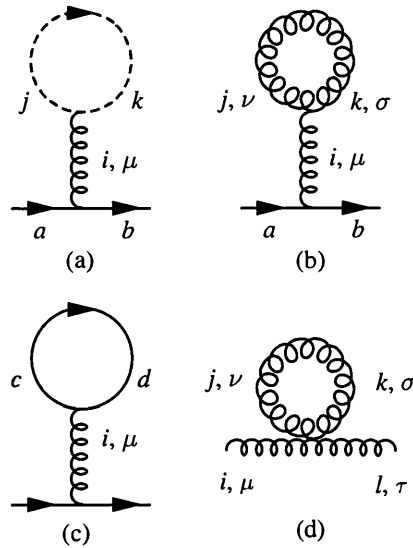 j k
i, μ
a b
(a)
j, ν k, σ
i, μ
a b
(b)
c d
i, μ
(c)
j, ν k, σ
i, μ l, τ
(d)